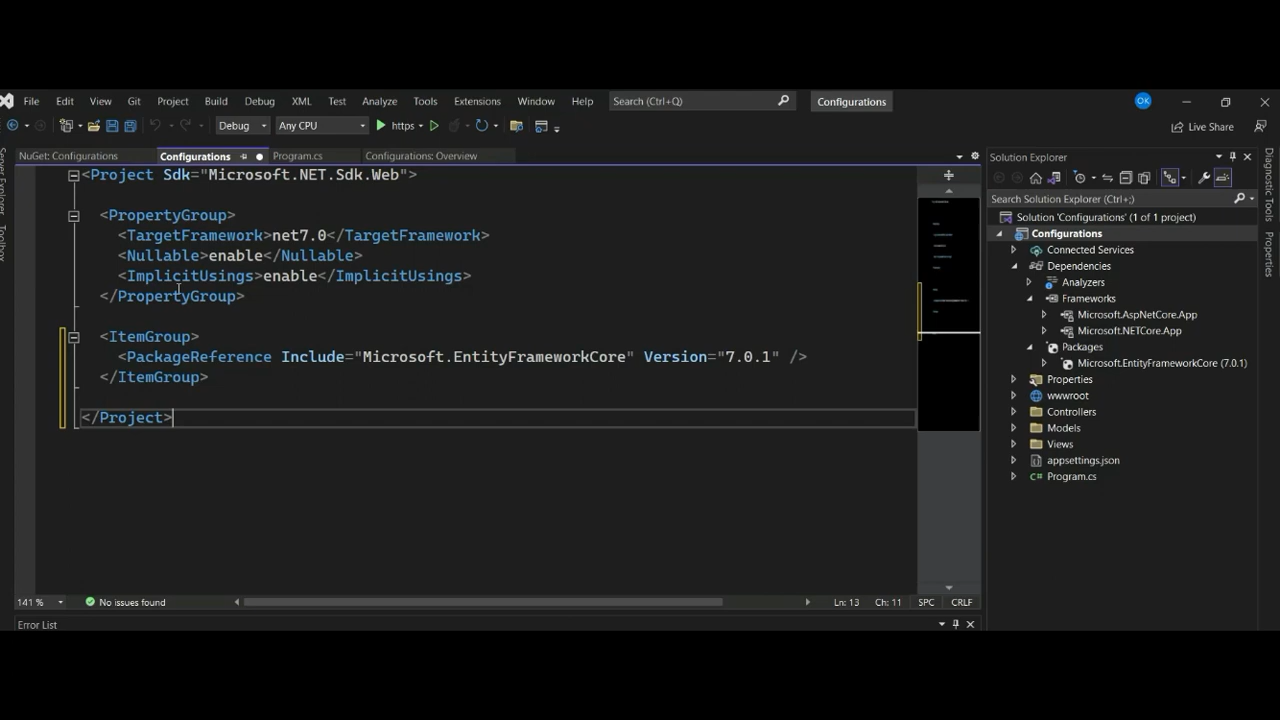 File Edit View Git Project Build Debug Test Analyze Tools Extensions Window Help Search (Ctrl+Q) Configurations OK
Debug Any CPU https Live Share
NuGet: Configurations Configurations Program.cs Configurations: Overview
Server Explorer
Toolbox
<Project Sdk="Microsoft.NET.Sdk.Web">
<PropertyGroup>
<TargetFramework>net7.0</TargetFramework>
<Nullable>enable</Nullable>
<ImplicitUsings>enable</ImplicitUsings>
</PropertyGroup>
<ItemGroup>
<PackageReference Include="Microsoft.EntityFrameworkCore" Version="7.0.1" />
</ItemGroup>
</Project>
141 % No issues found Ln: 13 Ch: 11 SPC CRLF
Error List
Solution Explorer
Search Solution Explorer (Ctrl+;)
Solution 'Configurations' (1 of 1 project)
Configurations
Connected Services
Dependencies
Analyzers
Frameworks
Microsoft.AspNetCore.App
Microsoft.NETCore.App
Packages
Microsoft.EntityFrameworkCore (7.0.1)
Properties
wwwroot
Controllers
Models
Views
appsettings.json
Program.cs
Diagnostic Tools
Properties